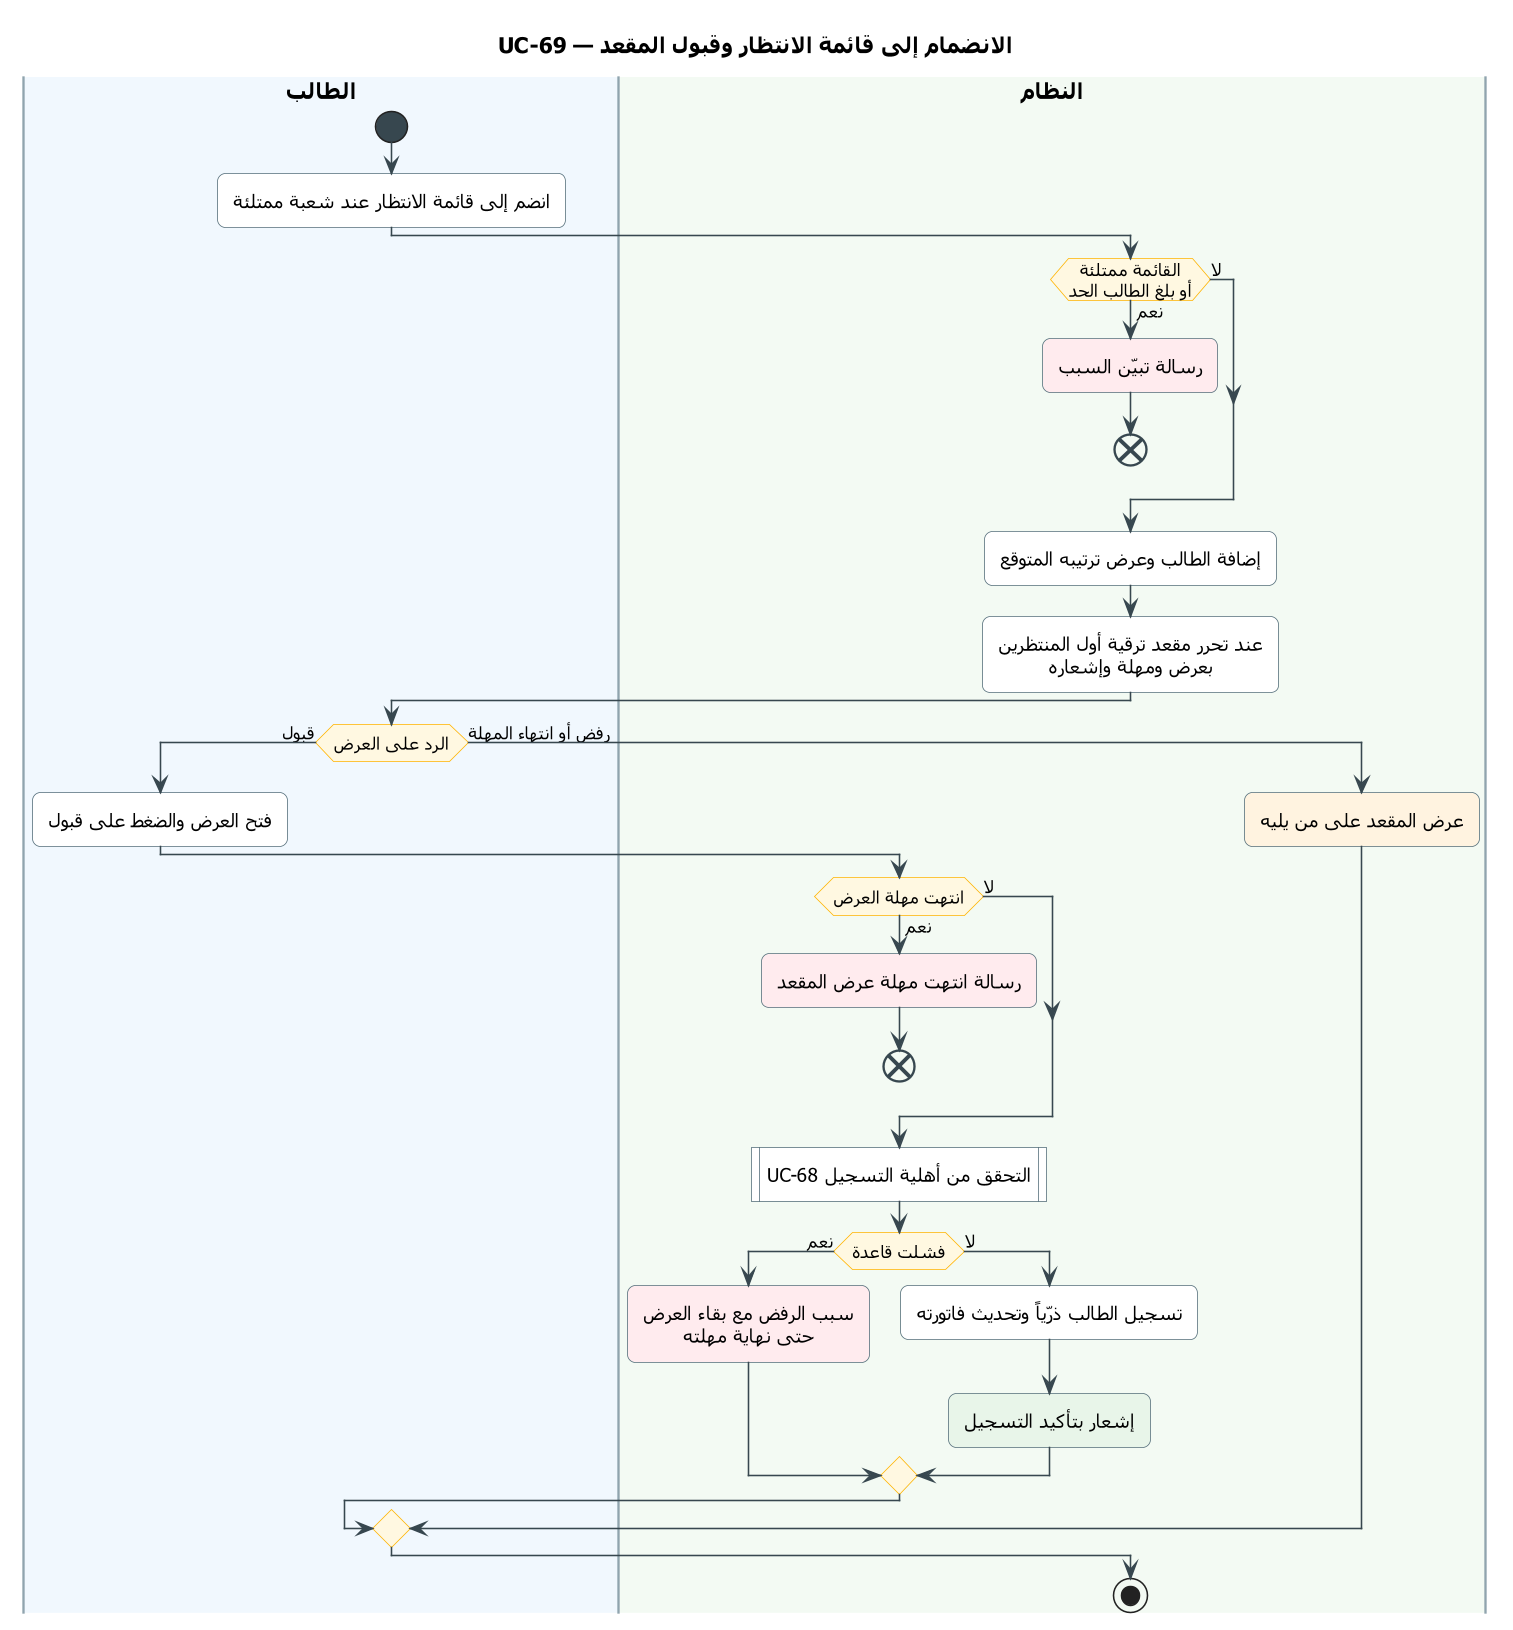 UC-69 — الانضمام إلى قائمة الانتظار وقبول المقعد
الطالب
النظام
انضم إلى قائمة الانتظار عند شعبة ممتلئة
القائمة ممتلئة
أو بلغ الطالب الحد
لا
نعم
رسالة تبيّن السبب
إضافة الطالب وعرض ترتيبه المتوقع
عند تحرر مقعد ترقية أول المنتظرين
بعرض ومهلة وإشعاره
قبول
الرد على العرض
رفض أو انتهاء المهلة
فتح العرض والضغط على قبول
عرض المقعد على من يليه
انتهت مهلة العرض
لا
نعم
رسالة انتهت مهلة عرض المقعد
التحقق من أهلية التسجيل UC-68
نعم
فشلت قاعدة
لا
سبب الرفض مع بقاء العرض
حتى نهاية مهلته
تسجيل الطالب ذرّياً وتحديث فاتورته
إشعار بتأكيد التسجيل